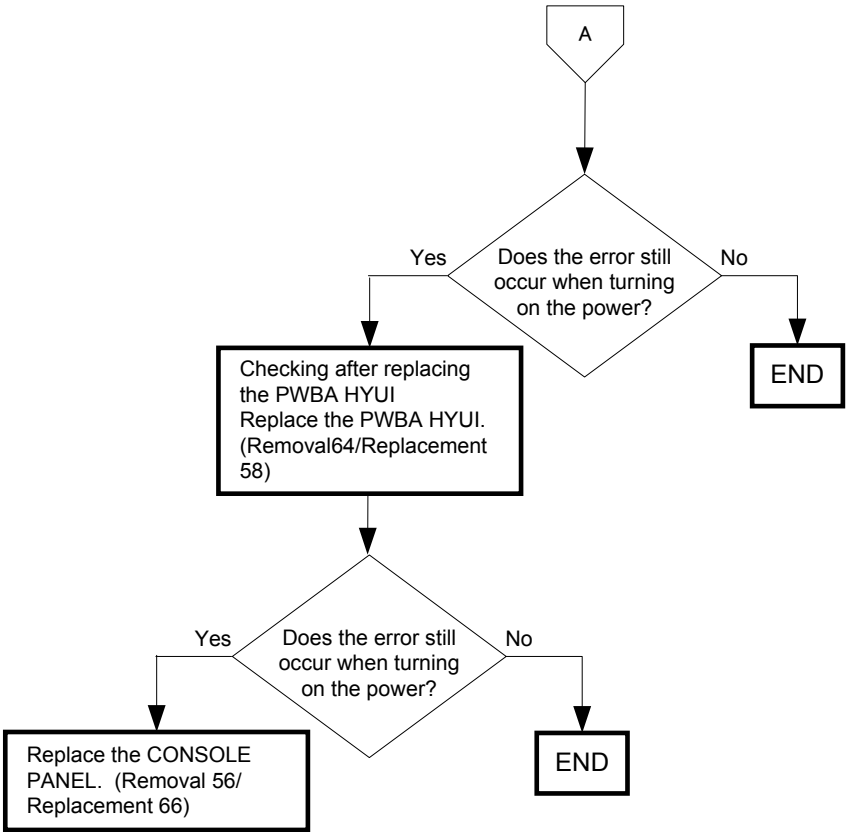 A
Does the error still
occur when turning
on the power?
Yes
No
Checking after replacing
the PWBA HYUI
Replace the PWBA HYUI.
(Removal64/Replacement
58)
END
Does the error still
occur when turning
on the power?
Yes
No
Replace the CONSOLE
PANEL.  (Removal 56/
Replacement 66)
END